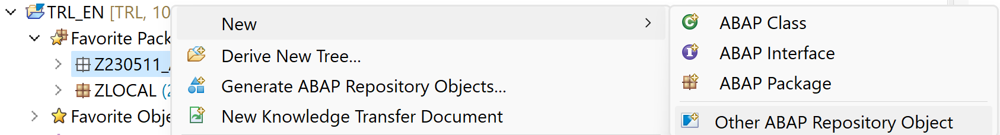 TRL_EN [TRL, 10
Favorite Pack
Z230511_
ZLOCAL (2
Favorite Obje
New
Derive New Tree...
Generate ABAP Repository Objects...
New Knowledge Transfer Document
ABAP Class
ABAP Interface
ABAP Package
Other ABAP Repository Object